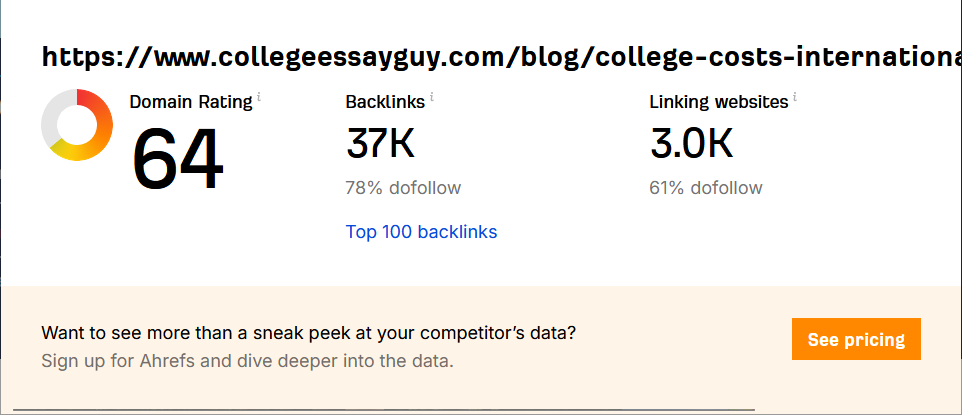 https://www.collegeessayguy.com/blog/college-costs-internationa
Domain Rating i
64
Backlinks i
37K
78% dofollow
Top 100 backlinks
Linking websites i
3.0K
61% dofollow
Want to see more than a sneak peek at your competitor’s data?
Sign up for Ahrefs and dive deeper into the data.
See pricing